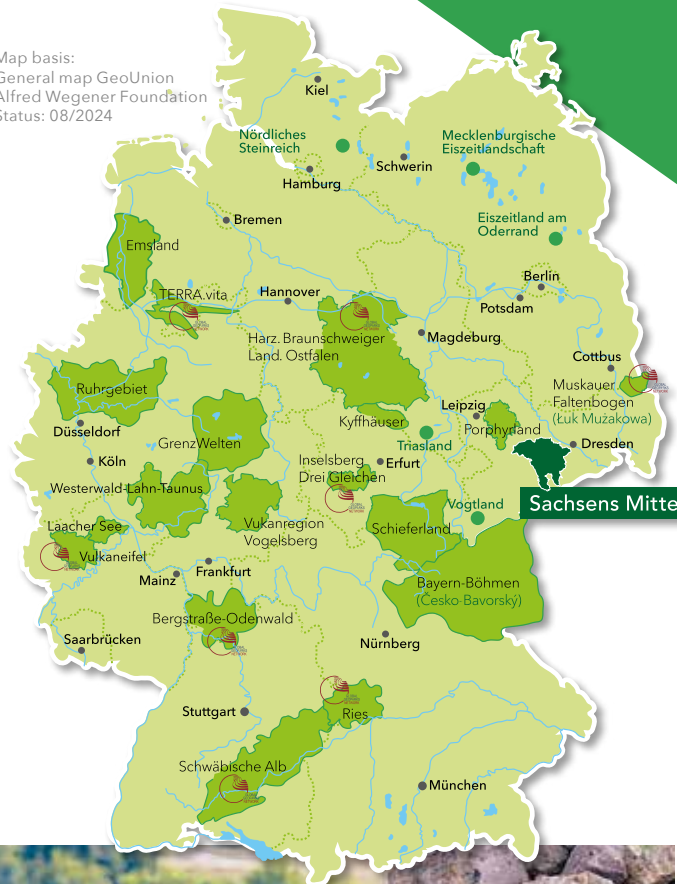 Map basis:
General map GeoUnion
Alfred Wegener Foundation
Status: 08/2024
Kiel
Nördliches
Steinreich
Mecklenburgische
Eiszeitlandschaft
Schwerin
Hamburg
Eiszeitland am
Oderrand
Bremen
Emsland
Berlin
TERRA.vita
Hannover
Potsdam
Harz. Braunschweiger
Land. Ostfalen
Magdeburg
Cottbus
Muskauer
Faltenbogen
(Łuk Mużakowa)
Ruhrgebiet
Leipzig
Kyffhäuser
Porphyrland
Düsseldorf
GrenzWelten
Triasland
Dresden
Köln
Inselsberg
Drei Gleichen
Erfurt
Westerwald-Lahn-Taunus
Sachsens Mitte
Vogtland
Laacher See
Vukanregion
Vogelsberg
Schieferland
Vulkaneifel
Frankfurt
Mainz
Bayern-Böhmen
(Česko-Bavorský)
Bergstraße-Odenwald
Saarbrücken
Nürnberg
Stuttgart
Ries
Schwäbische Alb
München